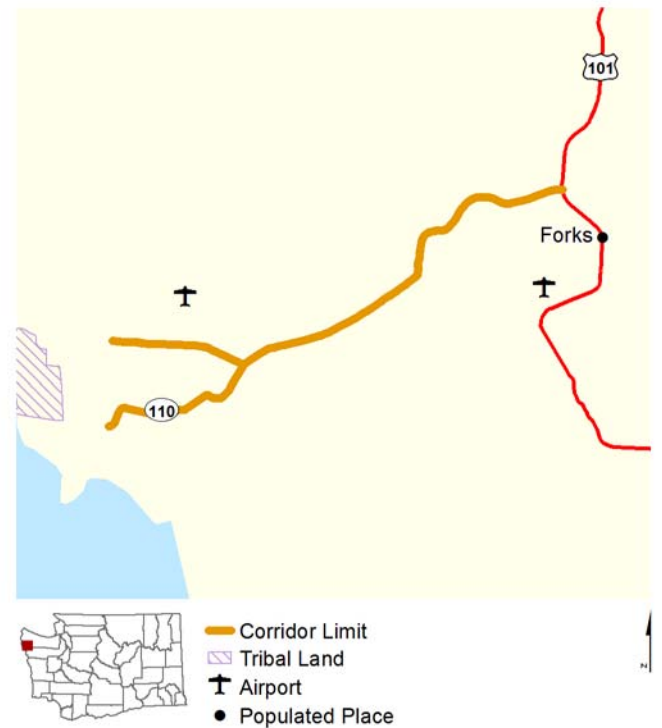 101
Forks
110
Corridor Limit
Tribal Land
Airport
Populated Place
N